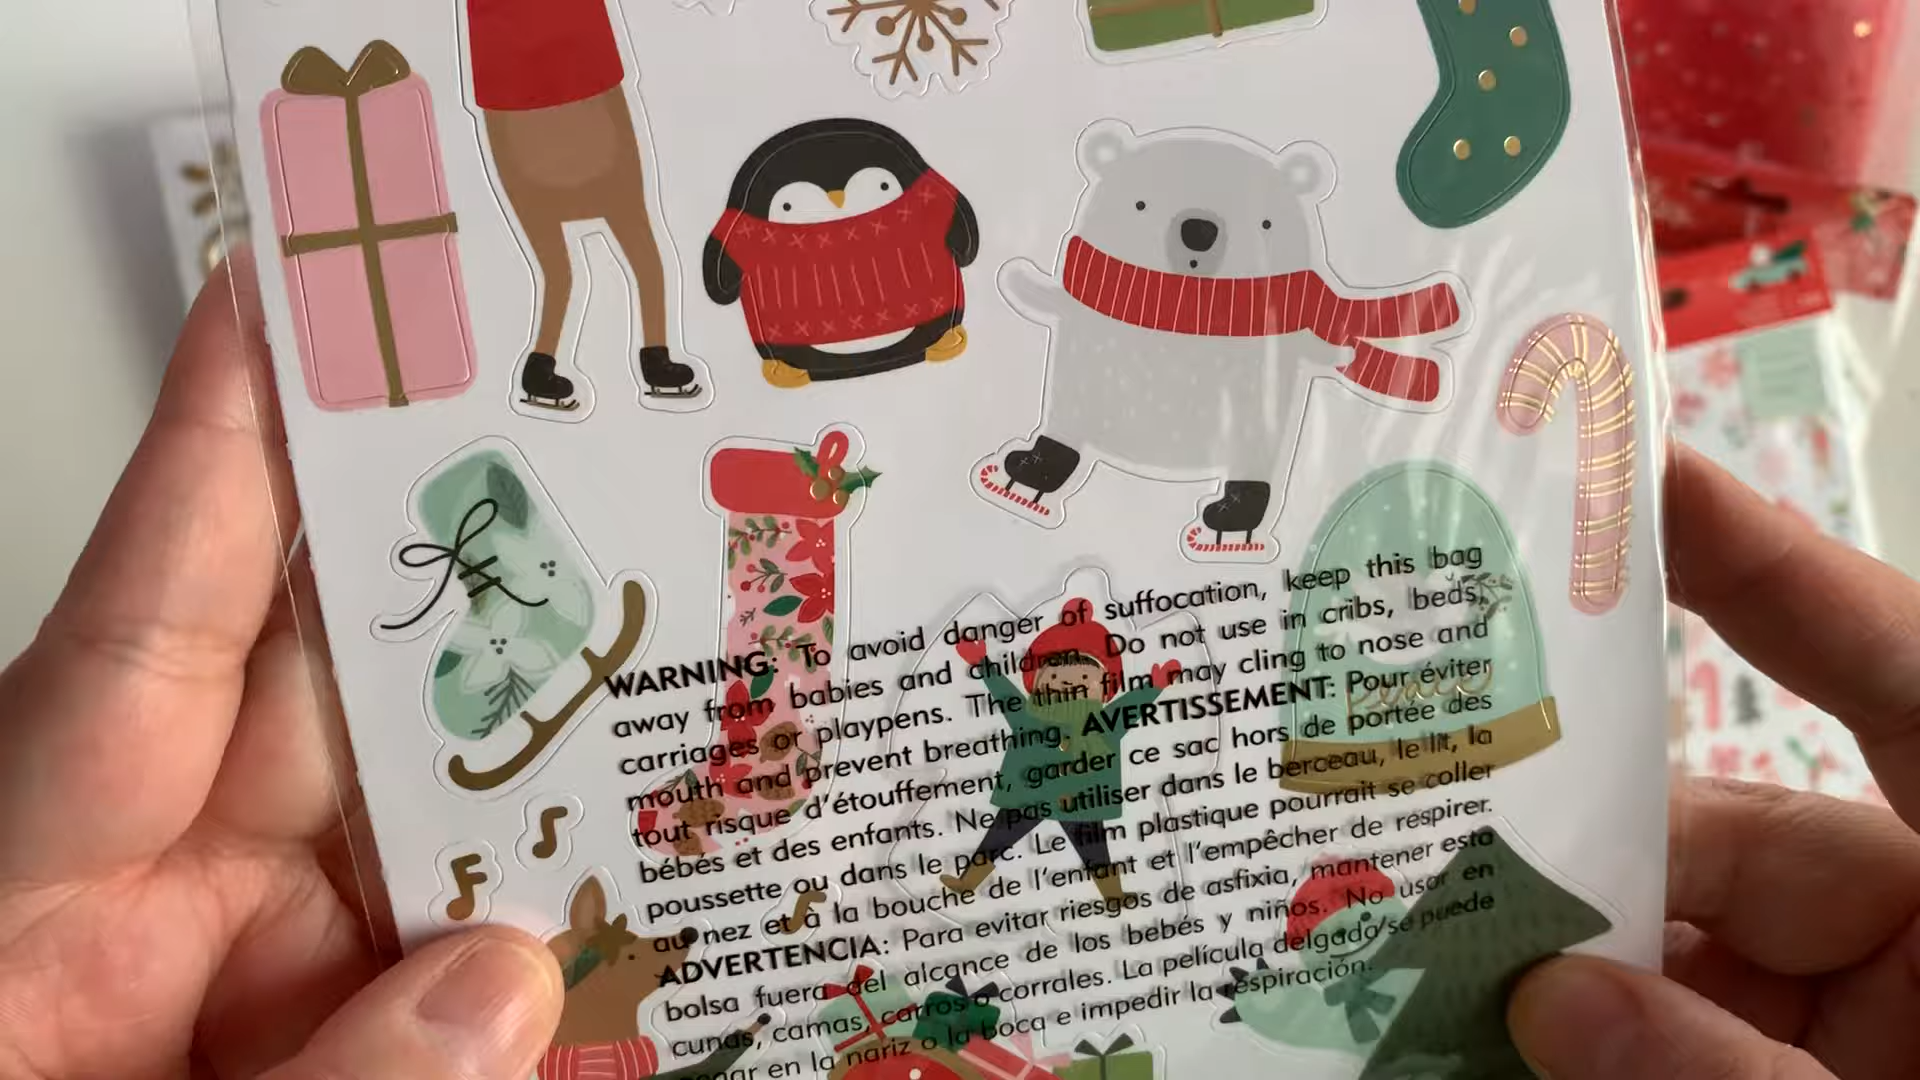 WARNING: To avoid danger of suffocation, keep this bag
away from babies and children. Do not use in cribs, beds,
carriages or playpens. The thin film may cling to nose and
mouth and prevent breathing. AVERTISSEMENT: Pour éviter
tout risque d'étouffement, garder ce sac hors de portée des
bébés et des enfants. Ne pas utiliser dans le berceau, le lit, la
poussette ou dans le parc. Le film plastique pourrait se coller
au nez et à la bouche de l'enfant et l'empêcher de respirer.
ADVERTENCIA: Para evitar riesgos de asfixia, mantener esta
bolsa fuera del alcance de los bebés y niños. No usar en
cunas, camas, carros o corrales. La película delgada se puede
en la nariz o la boca e impedir la respiración.
peace